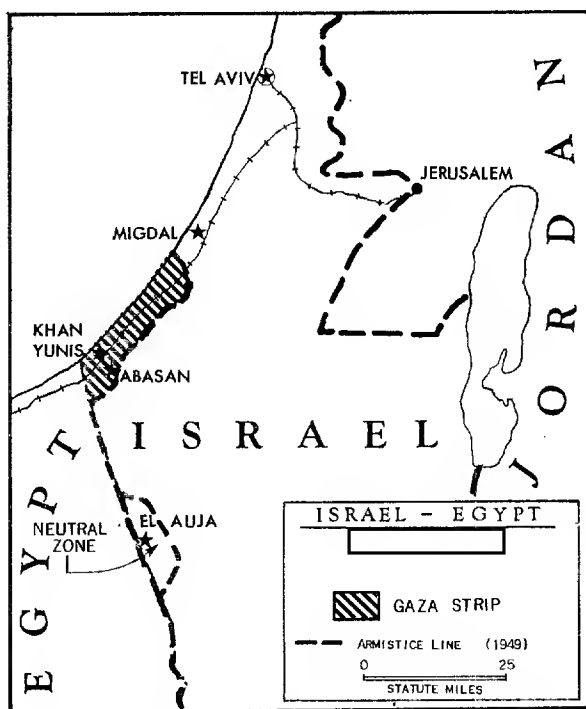 TEL AVIV
JERUSALEM
MIGDAL
KHAN
YUNIS
ABASAN
ISRAEL
JORDAN
EGYPT
EL AUJA
NEUTRAL
ZONE
ISRAEL - EGYPT
GAZA STRIP
ARMISTICE LINE (1949)
0 25
STATUTE MILES